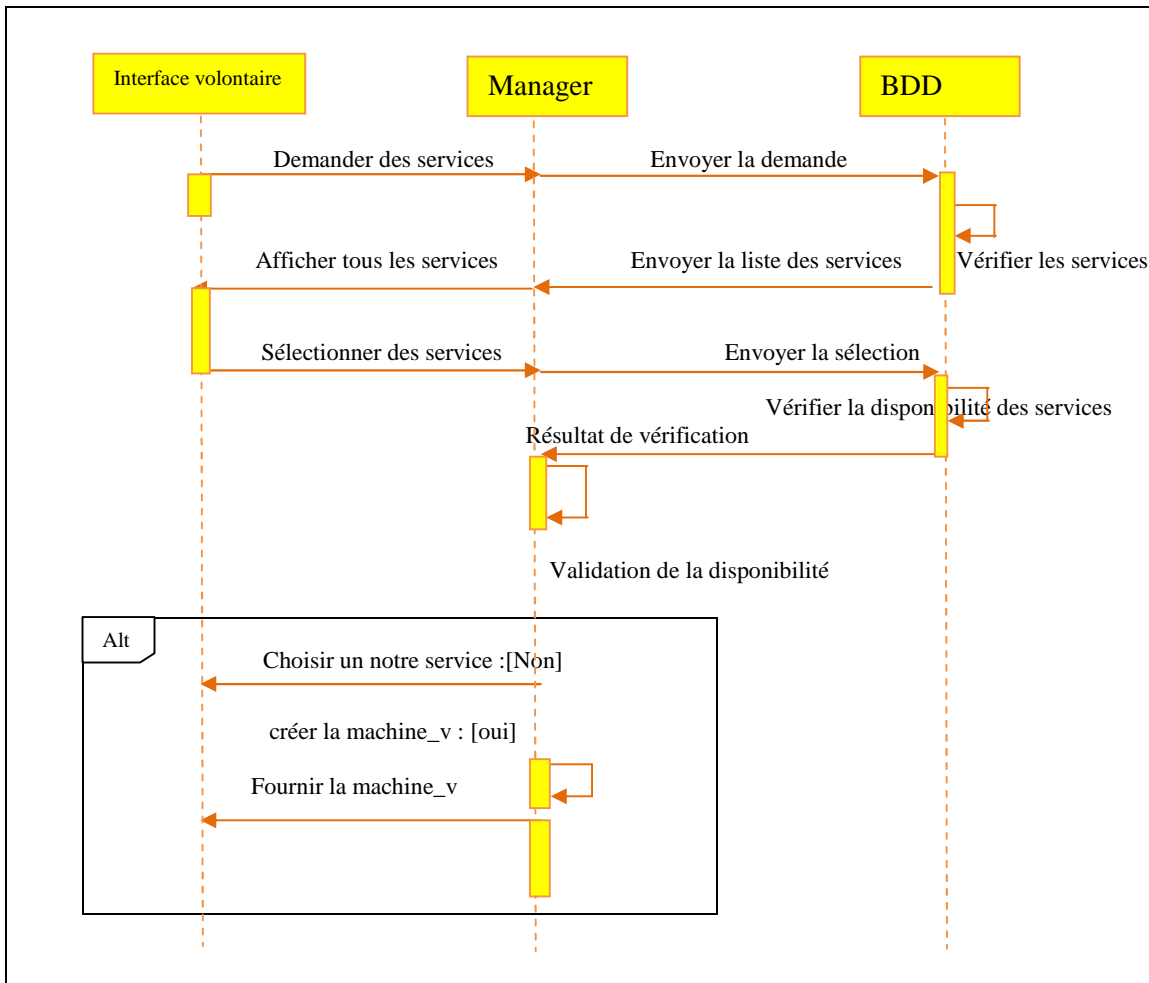 Interface volontaire
Manager
BDD
Demander des services
Envoyer la demande
Vérifier les services
Afficher tous les services
Envoyer la liste des services
Sélectionner des services
Envoyer la sélection
Vérifier la disponibilité des services
Résultat de vérification
Validation de la disponibilité
Alt
Choisir un notre service :[Non]
créer la machine_v : [oui]
Fournir la machine_v